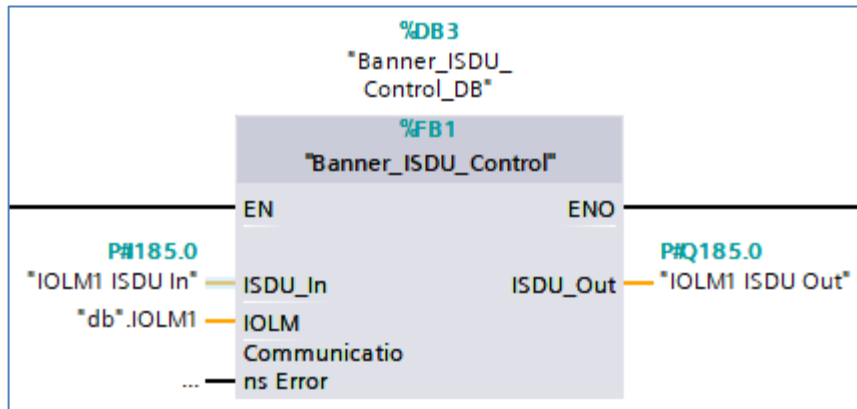 %DB3
"Banner_ISDU_
Control_DB"
%FB1
"Banner_ISDU_Control"
EN ENO
P#I185.0 P#Q185.0
"IOLM1 ISDU In" ISDU_In ISDU_Out "IOLM1 ISDU Out"
"db".IOLM1 IOLM
Communicatio
... ns Error